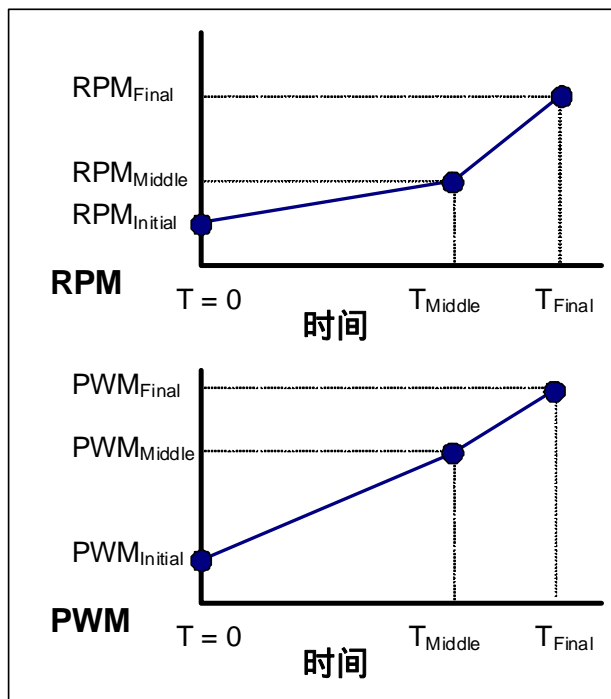 RPMFinal
RPMMiddle
RPMInitial
RPM
T = 0
TMiddle
TFinal
时间
PWMFinal
PWMMiddle
PWMInitial
PWM
T = 0
TMiddle
TFinal
时间